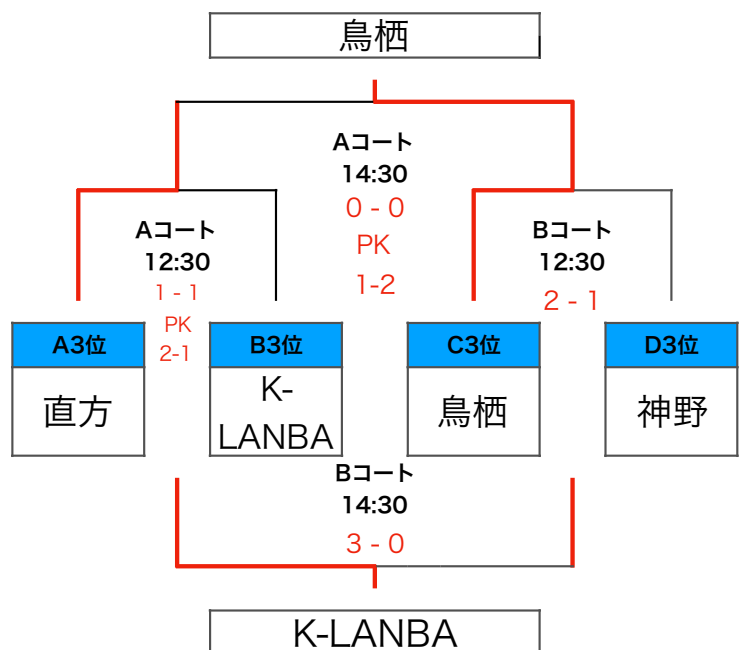 鳥栖
Aコート
14:30
0 - 0
PK
1-2
Aコート
12:30
1 - 1
PK
2-1
Bコート
12:30
2 - 1
A3位
B3位
C3位
D3位
直方
K-
LANBA
鳥栖
神野
Bコート
14:30
3 - 0
K-LANBA